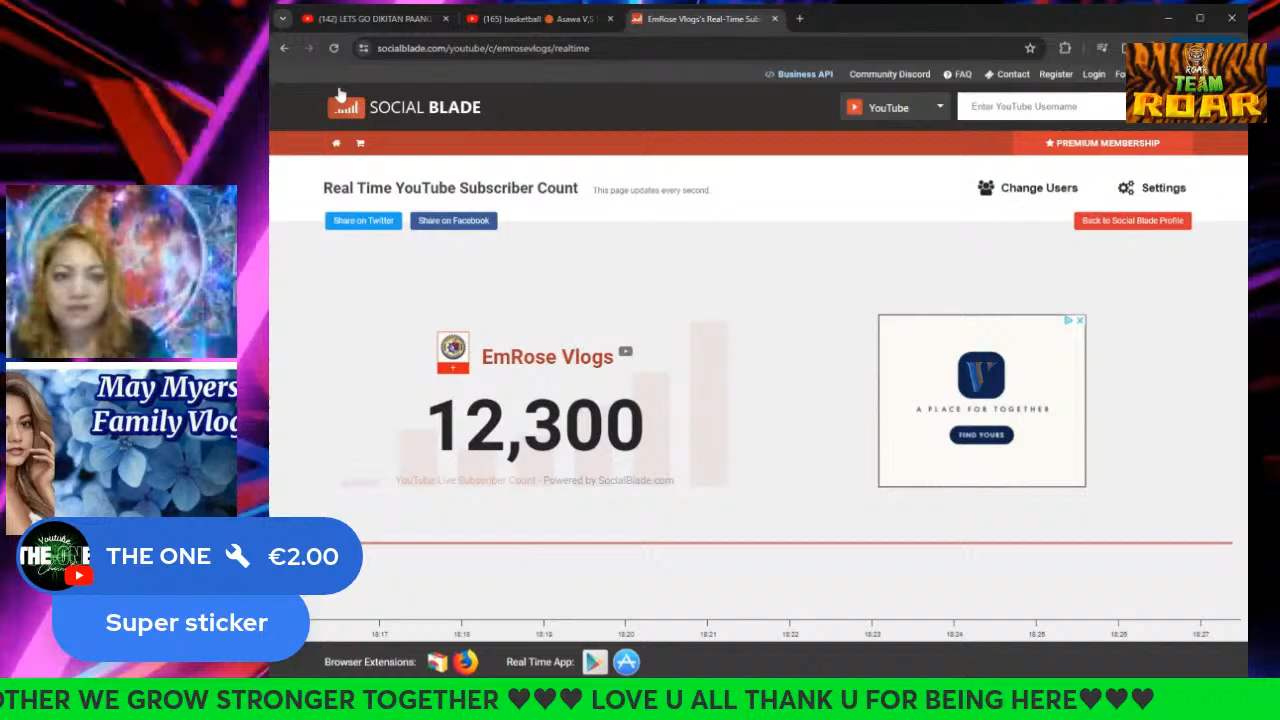 (142) LETS GO DIKITAN PAANG
(165) basketball 🏀 Asawa V,S
EmRose Vlogs's Real-Time Sub
socialblade.com/youtube/c/emrosevlogs/realtime
</> Business API
Community Discord
FAQ
Contact
Register
Login
SOCIAL BLADE
YouTube
Enter YouTube Username
ROAR
TEAM
ROAR
PREMIUM MEMBERSHIP
Real Time YouTube Subscriber Count
This page updates every second.
Change Users
Settings
Share on Twitter
Share on Facebook
Back to Social Blade Profile
EmRose Vlogs
12,300
YouTube Live Subscriber Count - Powered by SocialBlade.com
V
A PLACE FOR TOGETHER
FIND YOURS
May Myers
Family Vlog
Youtube
THE ONE
THE ONE 🔧 €2.00
Super sticker
18:17 18:18 18:19 18:20 18:21 18:22 18:23 18:24 18:25 18:26 18:27
Browser Extensions:
Real Time App:
OTHER WE GROW STRONGER TOGETHER ♥♥♥ LOVE U ALL THANK U FOR BEING HERE♥♥♥